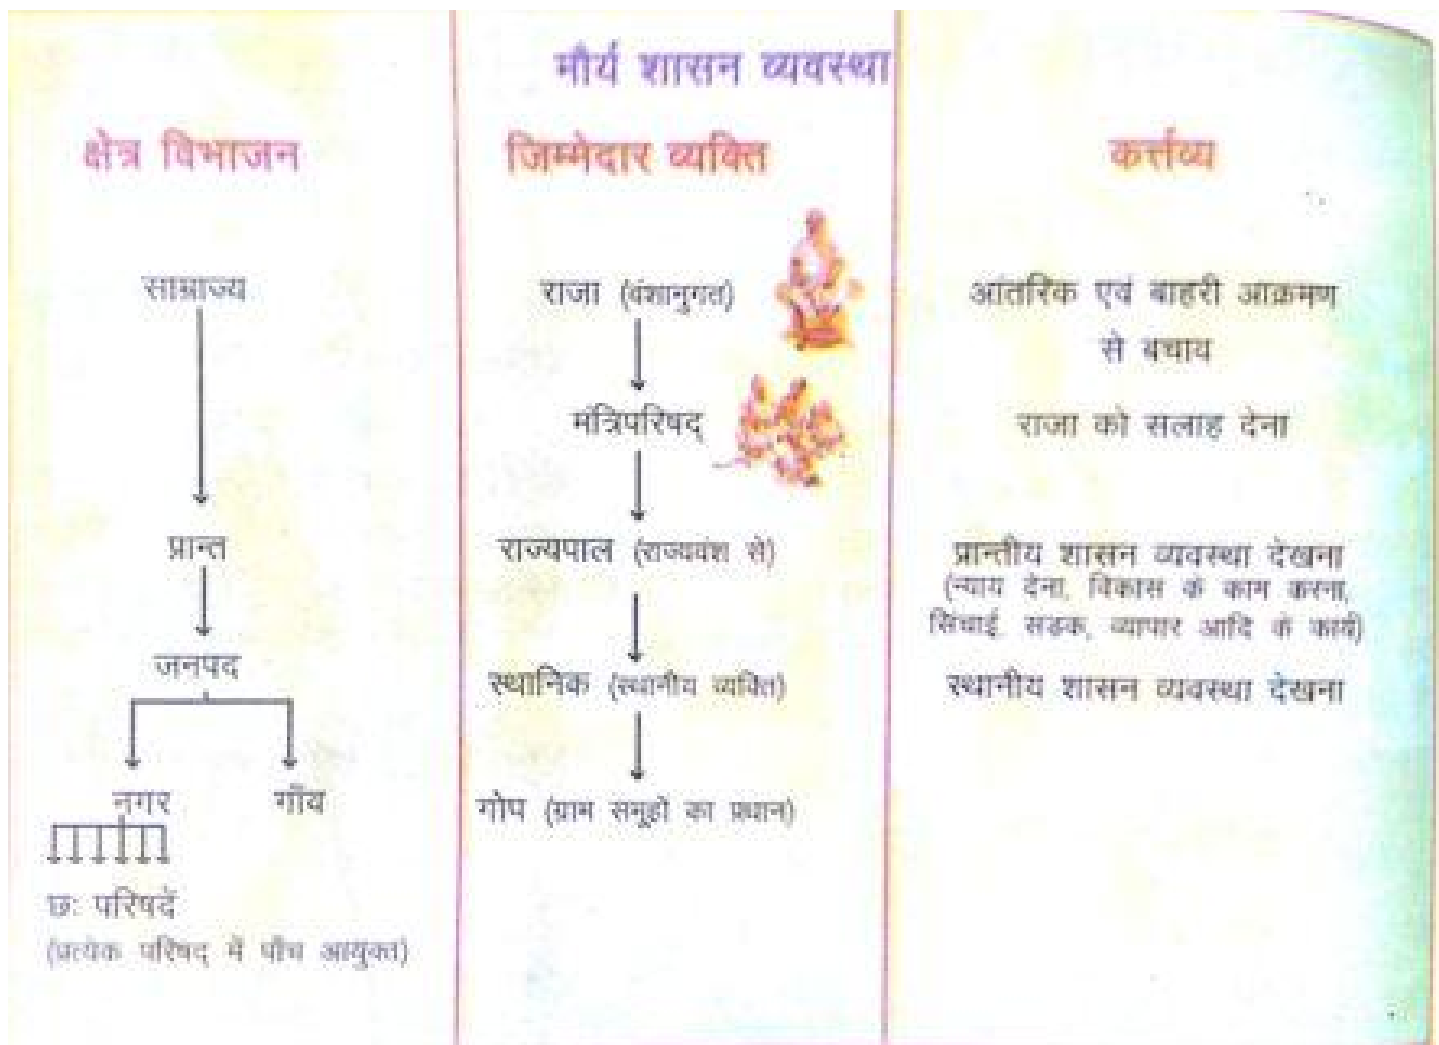 मौर्य शासन व्यवस्था
क्षेत्र विभाजन
साम्राज्य
प्रान्त
जनपद
नगर गाँव
छः परिषदें
(प्रत्येक परिषद् में पाँच आयुक्त)
जिम्मेदार व्यक्ति
राजा (वंशानुगत)
मंत्रिपरिषद्
राज्यपाल (राज्यवंश से)
स्थानिक (स्थानीय व्यक्ति)
गोप (ग्राम समूहों का प्रधान)
कर्त्तव्य
आंतरिक एवं बाहरी आक्रमण
से बचाव
राजा को सलाह देना
प्रान्तीय शासन व्यवस्था देखना
(न्याय देना, विकास के काम करना,
सिंचाई, सड़क, व्यापार आदि के कार्य)
स्थानीय शासन व्यवस्था देखना